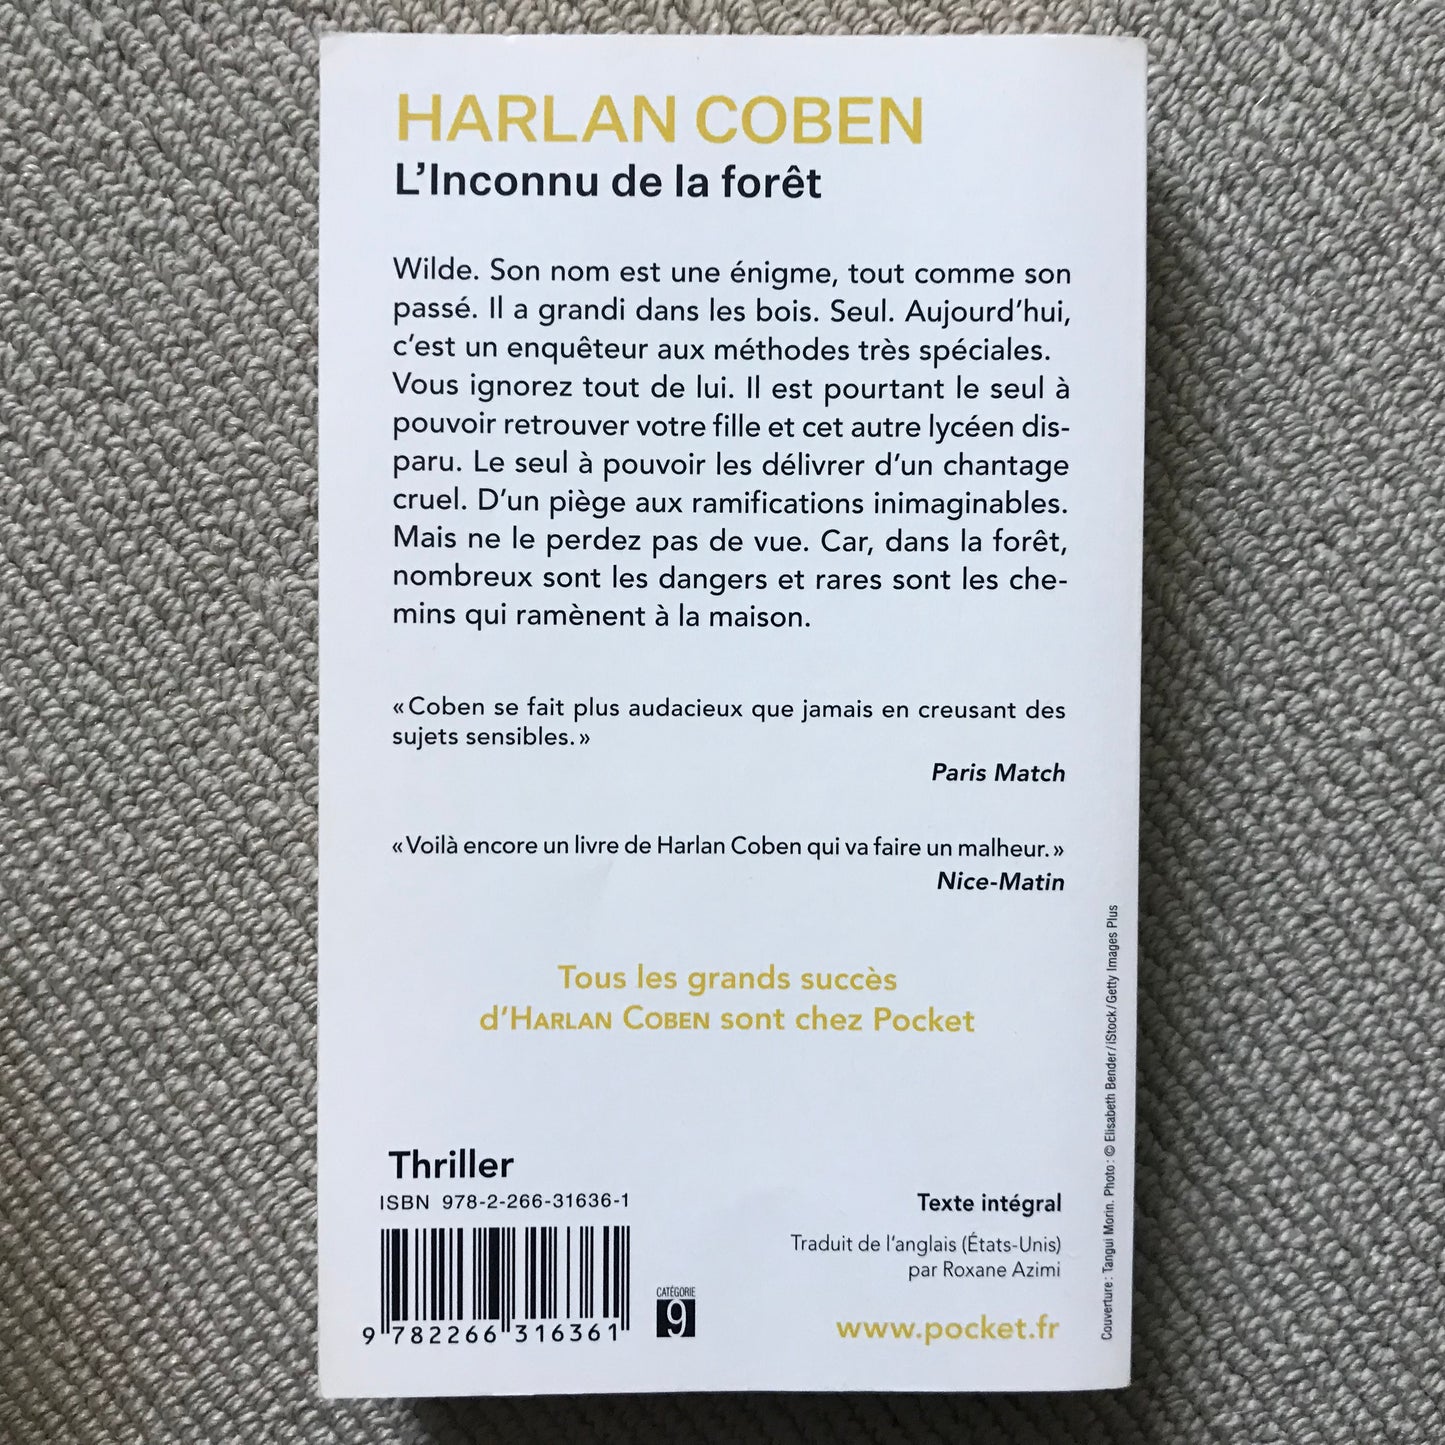 HARLAN COBEN
L'Inconnu de la forêt
Wilde. Son nom est une énigme, tout comme son
passé. Il a grandi dans les bois. Seul. Aujourd'hui,
c'est un enquêteur aux méthodes très spéciales.
Vous ignorez tout de lui. Il est pourtant le seul à
pouvoir retrouver votre fille et cet autre lycéen dis-
paru. Le seul à pouvoir les délivrer d'un chantage
cruel. D'un piège aux ramifications inimaginables.
Mais ne le perdez pas de vue. Car, dans la forêt,
nombreux sont les dangers et rares sont les che-
mins qui ramènent à la maison.
« Coben se fait plus audacieux que jamais en creusant des
sujets sensibles. »
Paris Match
« Voilà encore un livre de Harlan Coben qui va faire un malheur. »
Nice-Matin
Tous les grands succès
d'HARLAN COBEN sont chez Pocket
Thriller
ISBN 978-2-266-31636-1
9 782266 316361
CATÉGORIE
9
Texte intégral
Traduit de l'anglais (États-Unis)
par Roxane Azimi
www.pocket.fr
Couverture : Tangui Morin. Photo : © Elisabeth Bender / iStock / Getty Images Plus